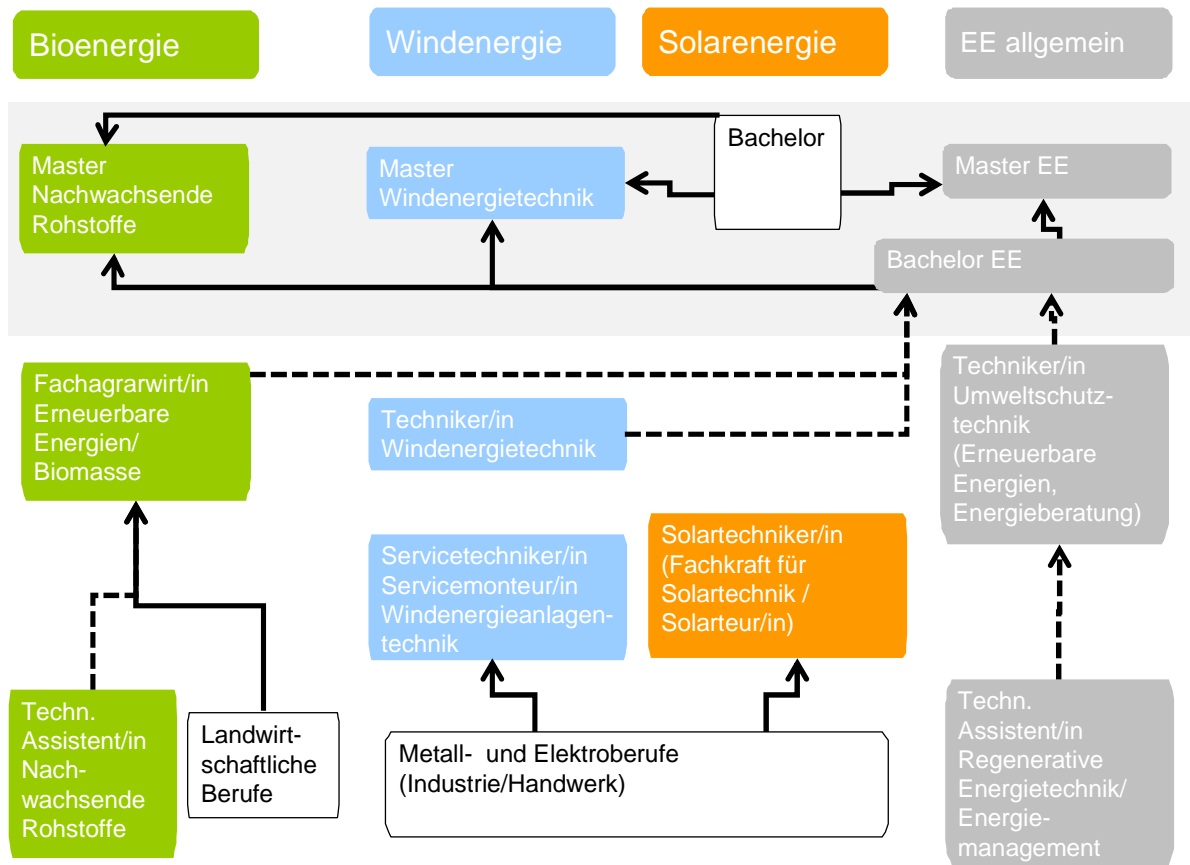 Bioenergie
Windenergie
Solarenergie
EE allgemein
Bachelor
Master
Nachwachsende
Rohstoffe
Master
Windenergietechnik
Master EE
Bachelor EE
Fachagrarwirt/in
Erneuerbare
Energien/
Biomasse
Techniker/in
Windenergietechnik
Techniker/in
Umweltschutz-
technik
(Erneuerbare
Energien,
Energieberatung)
Servicetechniker/in
Servicemonteur/in
Windenergieanlagen-
technik
Solartechniker/in
(Fachkraft für
Solartechnik /
Solarteur/in)
Techn.
Assistent/in
Nach-
wachsende
Rohstoffe
Landwirt-
schaftliche
Berufe
Metall- und Elektroberufe
(Industrie/Handwerk)
Techn.
Assistent/in
Regenerative
Energietechnik/
Energie-
management